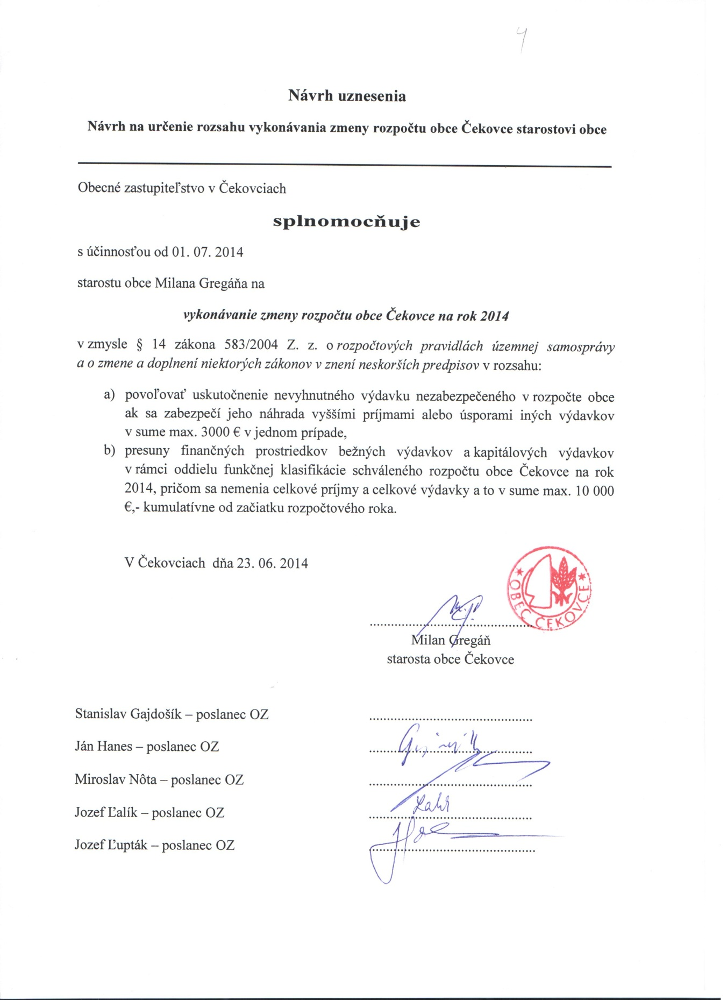 4
Návrh uznesenia
Návrh na určenie rozsahu vykonávania zmeny rozpočtu obce Čekovce starostovi obce
Obecné zastupiteľstvo v Čekovciach
splnomocňuje
s účinnosťou od 01. 07. 2014
starostu obce Milana Gregáňa na
vykonávanie zmeny rozpočtu obce Čekovce na rok 2014
v zmysle § 14 zákona 583/2004 Z. z. o rozpočtových pravidlách územnej samosprávy
a o zmene a doplnení niektorých zákonov v znení neskorších predpisov v rozsahu:
a) povoľovať uskutočnenie nevyhnutného výdavku nezabezpečeného v rozpočte obce
ak sa zabezpečí jeho náhrada vyššími príjmami alebo úsporami iných výdavkov
v sume max. 3000 € v jednom prípade,
b) presuny finančných prostriedkov bežných výdavkov a kapitálových výdavkov
v rámci oddielu funkčnej klasifikácie schváleného rozpočtu obce Čekovce na rok
2014, pričom sa nemenia celkové príjmy a celkové výdavky a to v sume max. 10 000
€,- kumulatívne od začiatku rozpočtového roka.
V Čekovciach dňa 23. 06. 2014
* OBEC ČEKOVCE *
Milan Gregáň
starosta obce Čekovce
Stanislav Gajdošík – poslanec OZ ..............................................
Ján Hanes – poslanec OZ ..............................................
Miroslav Nôta – poslanec OZ ..............................................
Jozef Ľalík – poslanec OZ ..............................................
Jozef Ľupták – poslanec OZ ..............................................